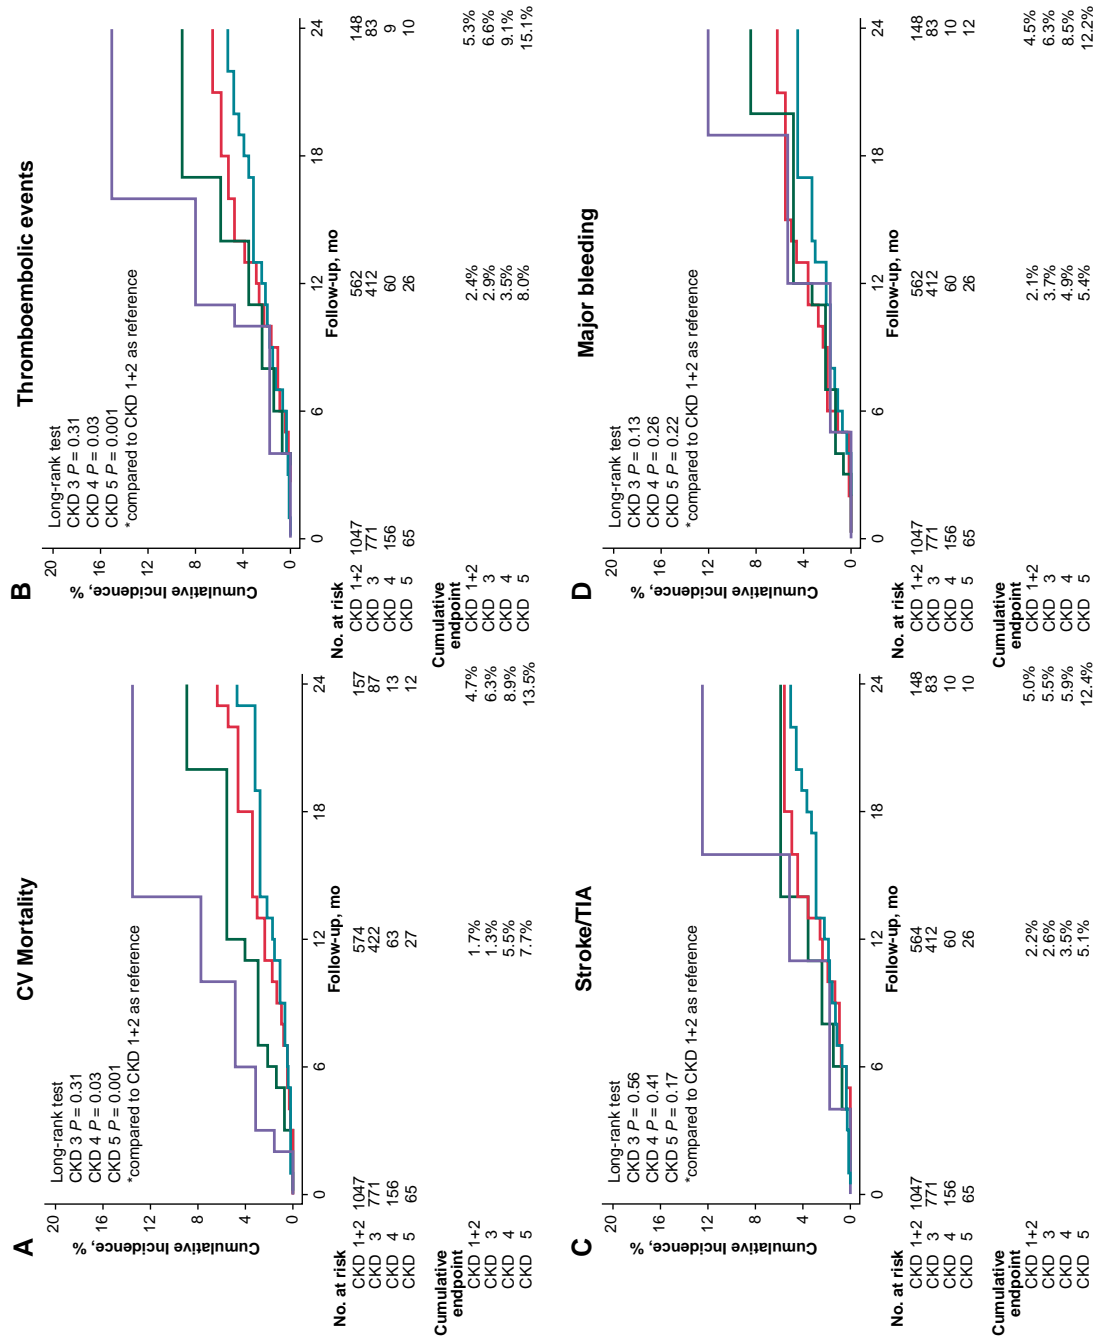 A
CV Mortality
Cumulative Incidence, %
20
16
12
8
4
0
Long-rank test
CKD 3 P = 0.31
CKD 4 P = 0.03
CKD 5 P = 0.001
*compared to CKD 1+2 as reference
0 6 12 18 24
Follow-up, mo
No. at risk
CKD 1+2 1047 574 157
CKD 3 771 422 87
CKD 4 156 63 13
CKD 5 65 27 12
Cumulative
endpoint
CKD 1+2 1.7% 4.7%
CKD 3 1.3% 6.3%
CKD 4 5.5% 8.9%
CKD 5 7.7% 13.5%
B
Thromboembolic events
Cumulative Incidence, %
20
16
12
8
4
0
Long-rank test
CKD 3 P = 0.31
CKD 4 P = 0.03
CKD 5 P = 0.001
*compared to CKD 1+2 as reference
0 6 12 18 24
Follow-up, mo
No. at risk
CKD 1+2 1047 562 148
CKD 3 771 412 83
CKD 4 156 60 9
CKD 5 65 26 10
Cumulative
endpoint
CKD 1+2 2.4% 5.3%
CKD 3 2.9% 6.6%
CKD 4 3.5% 9.1%
CKD 5 8.0% 15.1%
C
Stroke/TIA
Cumulative Incidence, %
20
16
12
8
4
0
Long-rank test
CKD 3 P = 0.56
CKD 4 P = 0.41
CKD 5 P = 0.17
*compared to CKD 1+2 as reference
0 6 12 18 24
Follow-up, mo
No. at risk
CKD 1+2 1047 564 148
CKD 3 771 412 83
CKD 4 156 60 10
CKD 5 65 26 10
Cumulative
endpoint
CKD 1+2 2.2% 5.0%
CKD 3 2.6% 5.5%
CKD 4 3.5% 5.9%
CKD 5 5.1% 12.4%
D
Major bleeding
Cumulative Incidence, %
20
16
12
8
4
0
Long-rank test
CKD 3 P = 0.13
CKD 4 P = 0.26
CKD 5 P = 0.22
*compared to CKD 1+2 as reference
0 6 12 18 24
Follow-up, mo
No. at risk
CKD 1+2 1047 562 148
CKD 3 771 412 83
CKD 4 156 60 10
CKD 5 65 26 12
Cumulative
endpoint
CKD 1+2 2.1% 4.5%
CKD 3 3.7% 6.3%
CKD 4 4.9% 8.5%
CKD 5 5.4% 12.2%